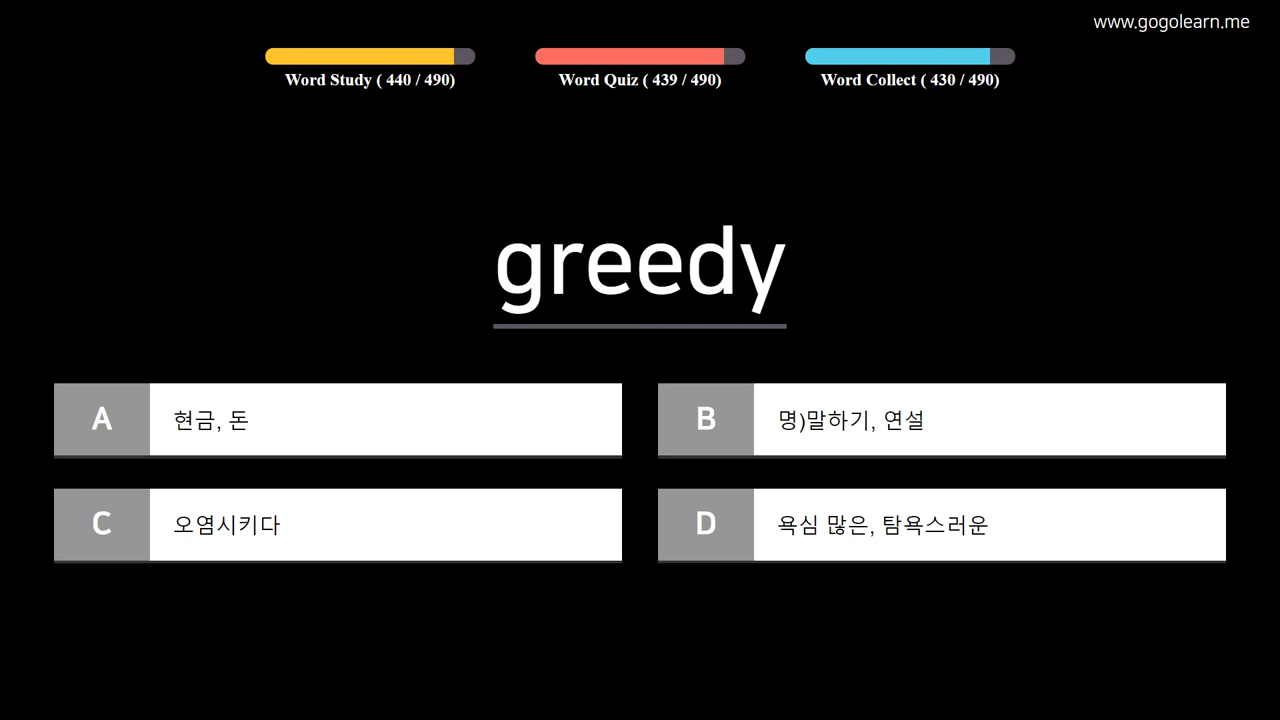 www.gogolearn.me
Word Study ( 440 / 490)
Word Quiz ( 439 / 490)
Word Collect ( 430 / 490)
greedy
A 현금, 돈
B 명)말하기, 연설
C 오염시키다
D 욕심 많은, 탐욕스러운